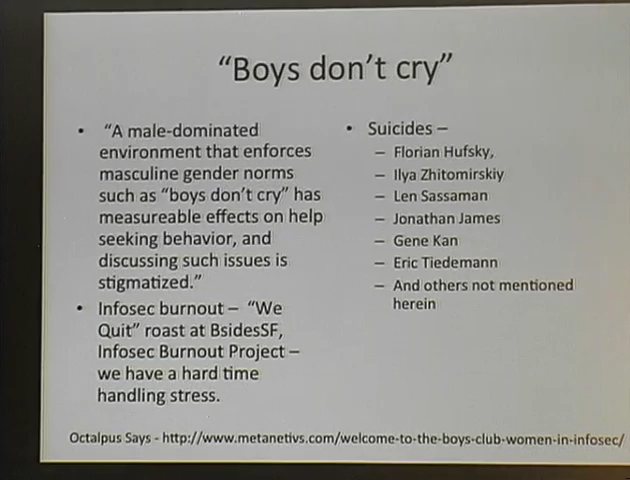 “Boys don’t cry”
• “A male-dominated
environment that enforces
masculine gender norms
such as “boys don’t cry” has
measureable effects on help
seeking behavior, and
discussing such issues is
stigmatized.”
• Infosec burnout – “We
Quit” roast at BsidesSF,
Infosec Burnout Project –
we have a hard time
handling stress.
• Suicides –
– Florian Hufsky,
– Ilya Zhitomirskiy
– Len Sassaman
– Jonathan James
– Gene Kan
– Eric Tiedemann
– And others not mentioned
herein
Octalpus Says - http://www.metanetivs.com/welcome-to-the-boys-club-women-in-infosec/